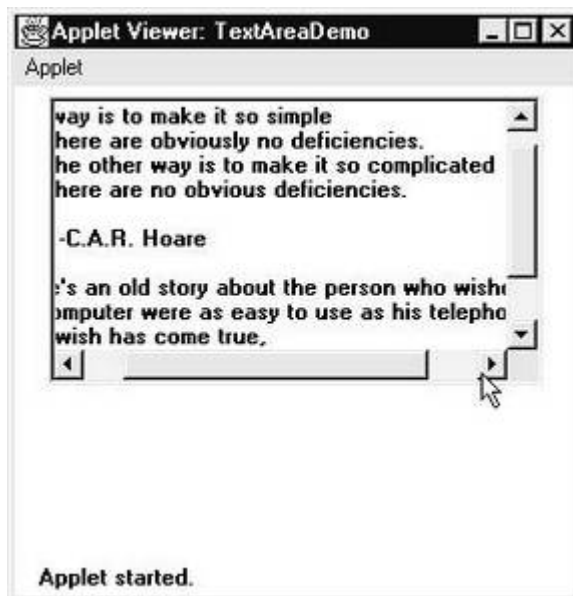 Applet Viewer: TextAreaDemo
Applet
way is to make it so simple
here are obviously no deficiencies.
he other way is to make it so complicated
here are no obvious deficiencies.
-C.A.R. Hoare
's an old story about the person who wishe
omputer were as easy to use as his telepho
wish has come true,
Applet started.